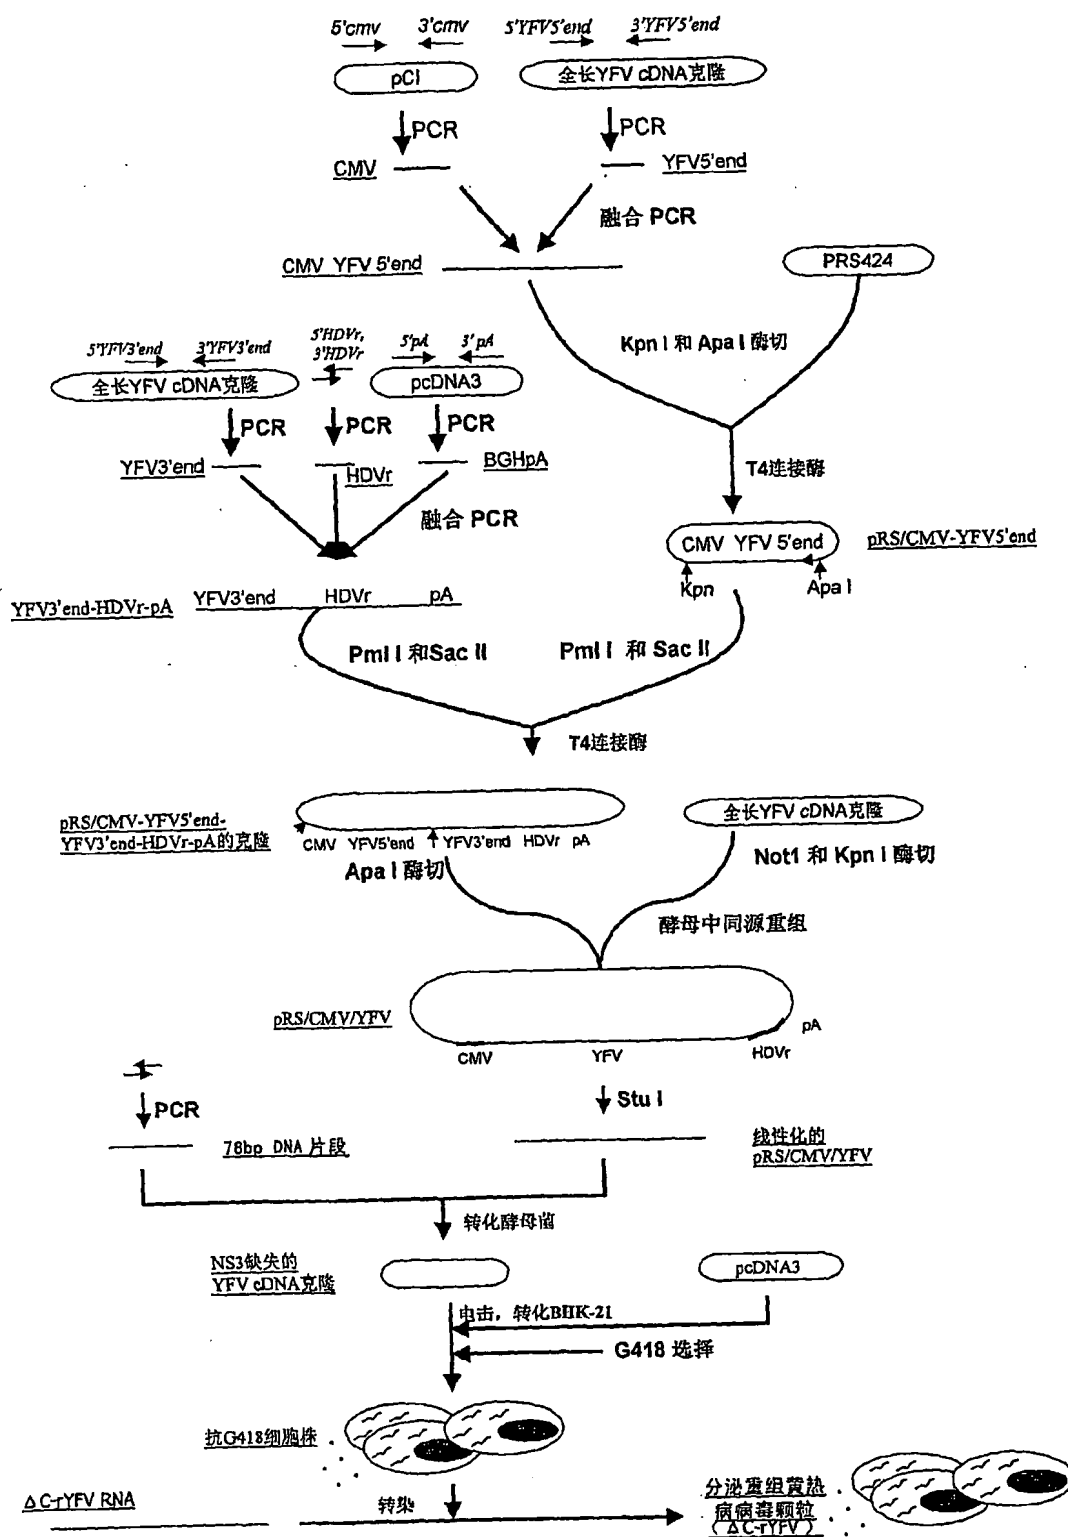 5'cmv 3'cmv 5'YFV5'end 3'YFV5'end
pCI 全长YFV cDNA克隆
PCR PCR
CMV YFV5'end
融合 PCR
CMV YFV 5'end PRS424
Kpn I 和 Apa I 酶切
5'YFV3'end 3'YFV3'end 5'HDVr, 5'pA 3'pA
3'HDVr
全长YFV cDNA克隆 pcDNA3
PCR PCR PCR
YFV3'end HDVr BGHpA
融合 PCR
T4连接酶
CMV YFV 5'end pRS/CMV-YFV5'end
Kpn Apa I
YFV3'end-HDVr-pA YFV3'end HDVr pA
Pml I 和Sac II Pml I 和 Sac II
T4连接酶
pRS/CMV-YFV5'end-
YFV3'end-HDVr-pA的克隆
全长YFV cDNA克隆
CMV YFV5'end YFV3'end HDVr pA
Apa I 酶切 Not1 和 Kpn I 酶切
酵母中同源重组
pRS/CMV/YFV
CMV YFV HDVr pA
PCR Stu I
78bp DNA 片段 线性化的
pRS/CMV/YFV
转化酵母菌
NS3缺失的
YFV cDNA克隆
pcDNA3
电击，转化BHK-21
G418 选择
抗G418细胞株
ΔC-rYFV RNA 转染
分泌重组黄热
病病毒颗粒
（ΔC-rYFV）